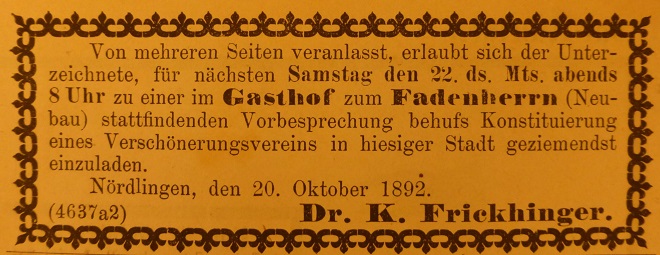 Von mehreren Seiten veranlasst, erlaubt sich der Unter-
zeichnete, für nächsten Samstag den 22. ds. Mts. abends
8 Uhr zu einer im Gasthof zum Fadenherrn (Neu-
bau) stattfindenden Vorbesprechung behufs Konstituierung
eines Verschönerungsvereins in hiesiger Stadt geziemendst
einzuladen.
Nördlingen, den 20. Oktober 1892.
(4637a2) Dr. K. Frickhinger.